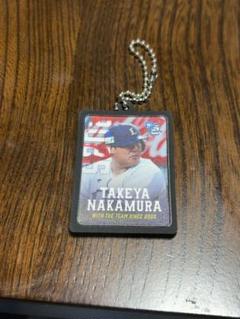 TAKEYA
NAKAMURA
WITH THE TEAM SINCE 2002